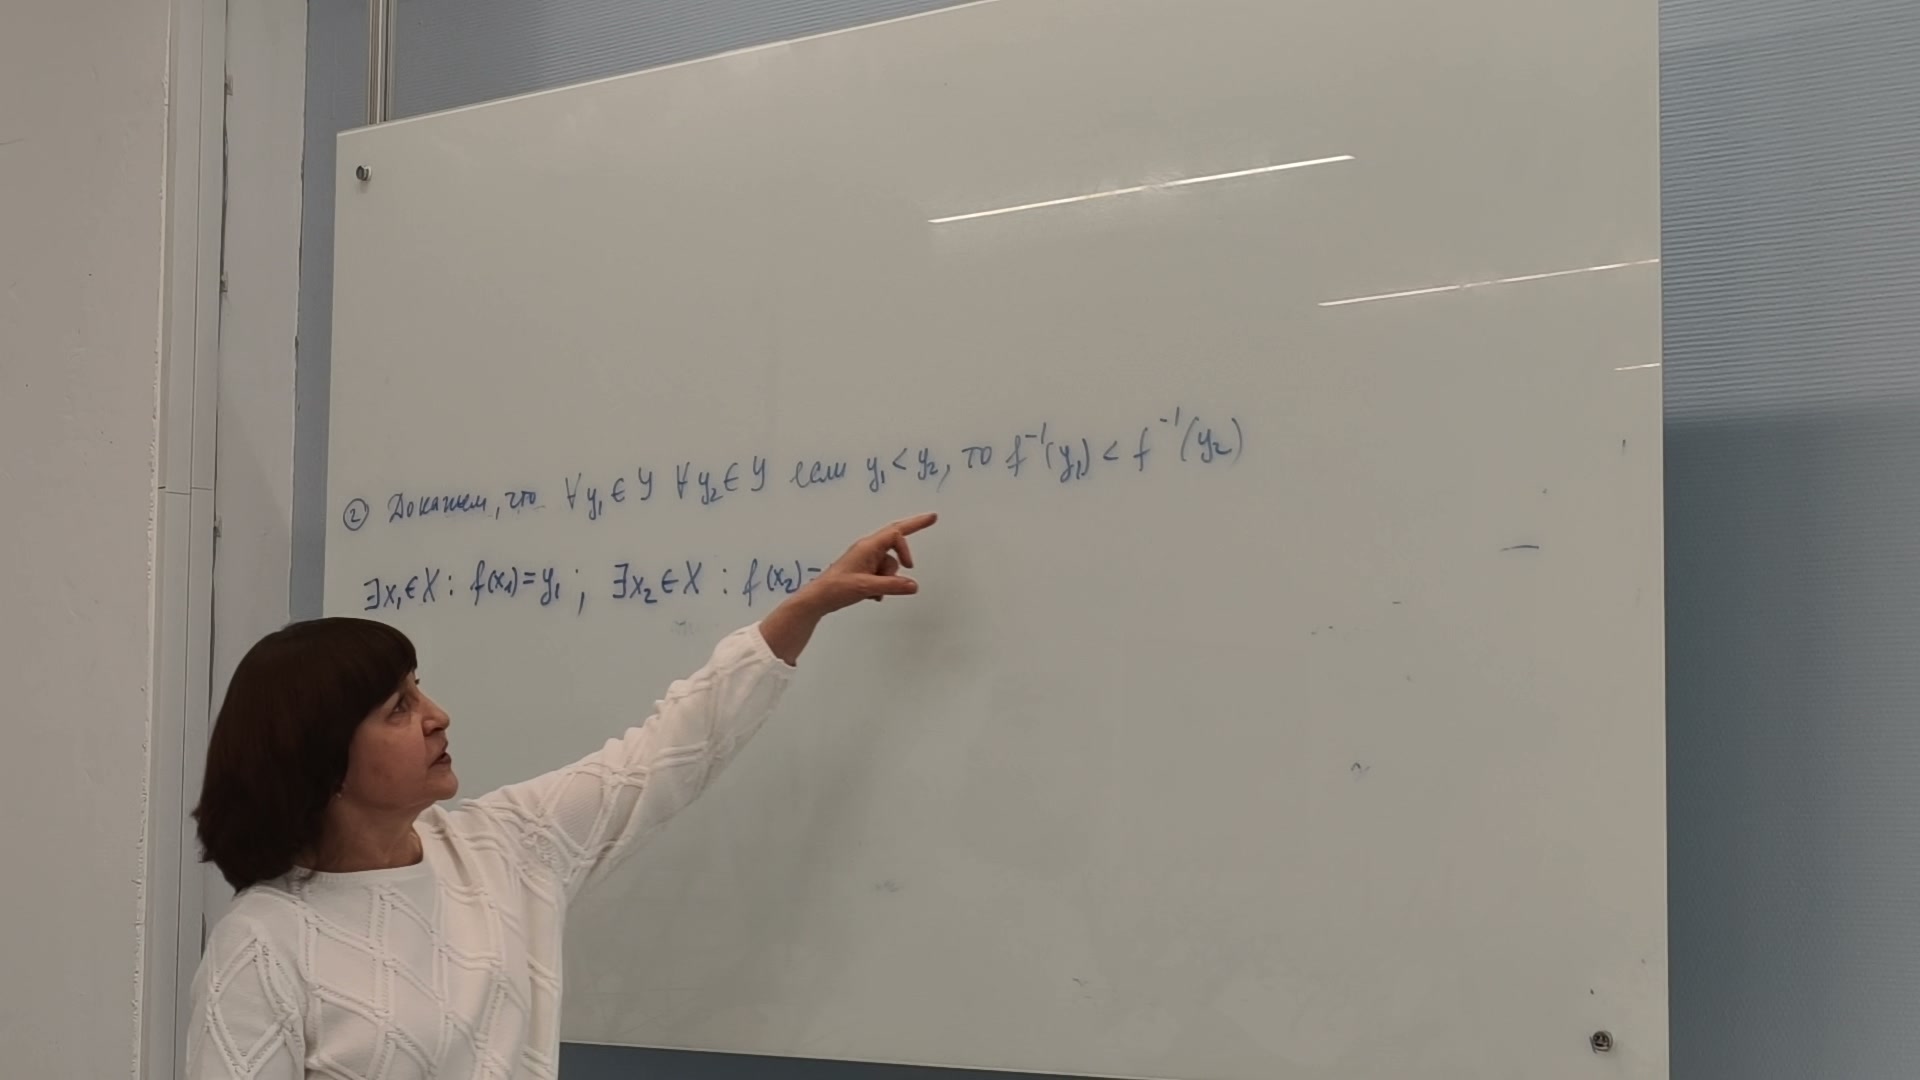 ② Докажем, что ∀ y₁ ∈ Y ∀ y₂ ∈ Y если y₁ < y₂, то f⁻¹(y₁) < f⁻¹(y₂)
∃x₁ ∈ X : f(x₁) = y₁ ; ∃x₂ ∈ X : f(x₂) =